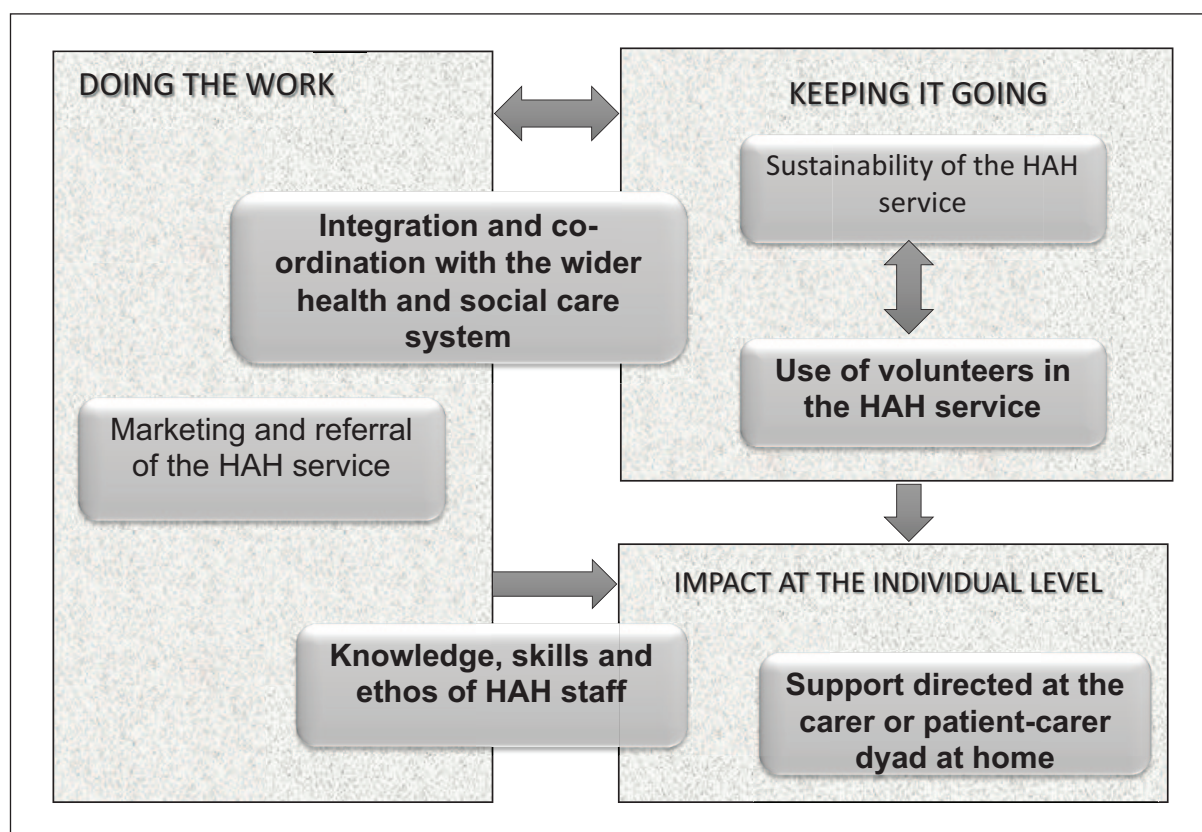 DOING THE WORK
KEEPING IT GOING
Sustainability of the HAH
service
Integration and co-
ordination with the wider
health and social care
system
Use of volunteers in
the HAH service
Marketing and referral
of the HAH service
IMPACT AT THE INDIVIDUAL LEVEL
Knowledge, skills and
ethos of HAH staff
Support directed at the
carer or patient-carer
dyad at home